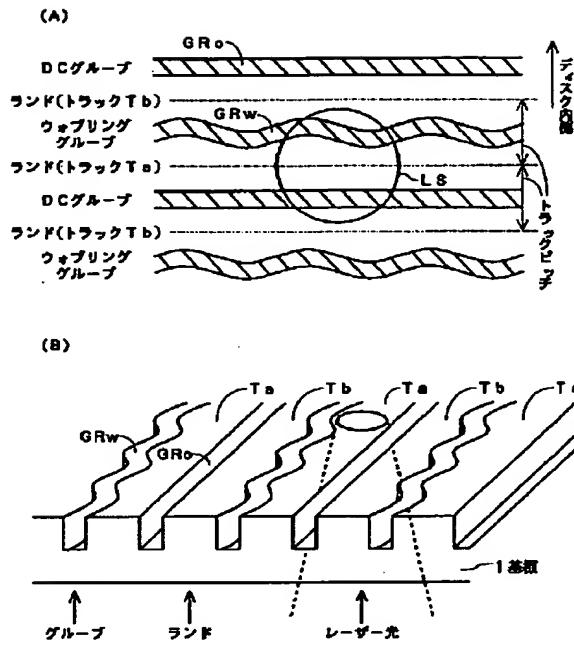 (A)
GRo
DCグルーブ
ランド(トラックTb)
GRw
ウォブリング
グルーブ
ランド(トラックTa)
LS
DCグルーブ
ランド(トラックTb)
ウォブリング
グルーブ
ディスク内部
トラックピッチ
(B)
Ta
Tb
Ta
Tb
GRw
GRo
1基板
グルーブ
ランド
レーザー光